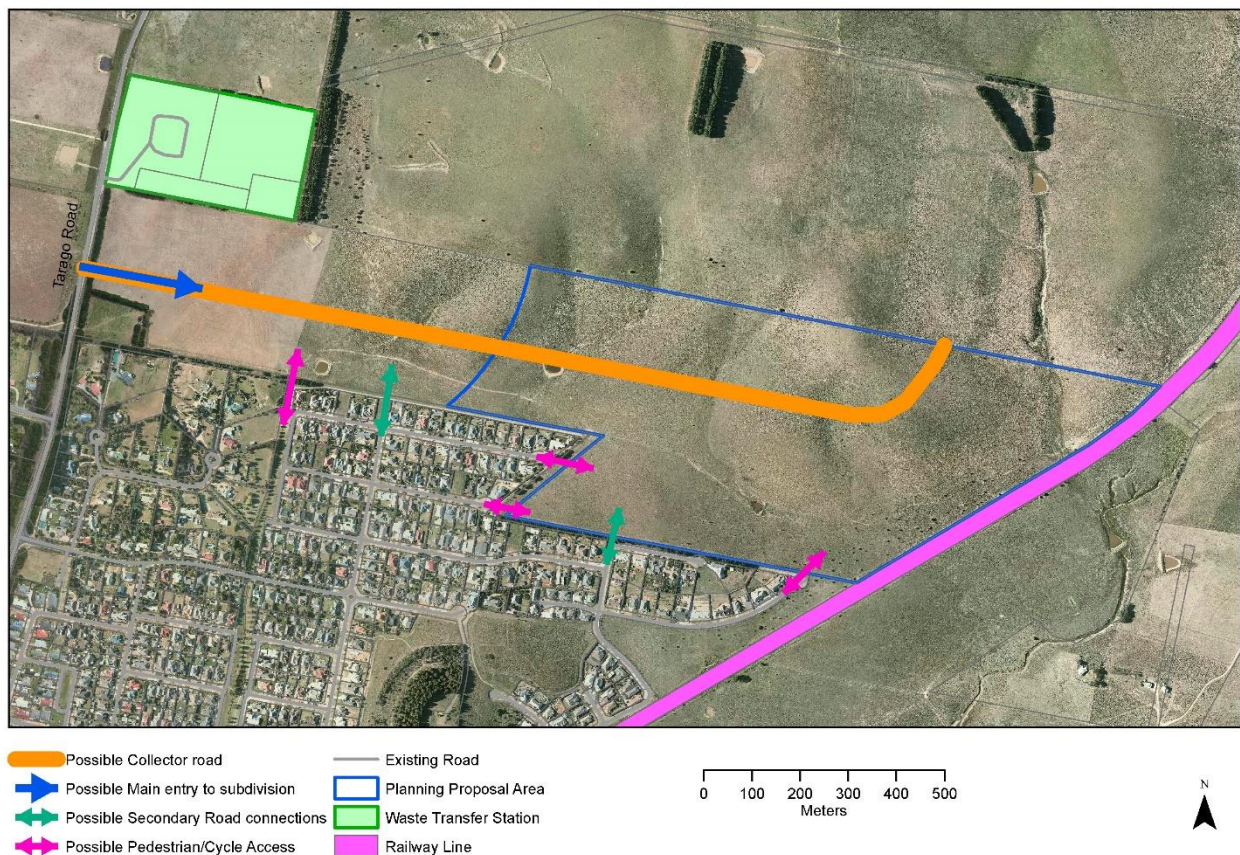 Tarago Road
Possible Collector road
Possible Main entry to subdivision
Possible Secondary Road connections
Possible Pedestrian/Cycle Access
Existing Road
Planning Proposal Area
Waste Transfer Station
Railway Line
0 100 200 300 400 500
Meters
N